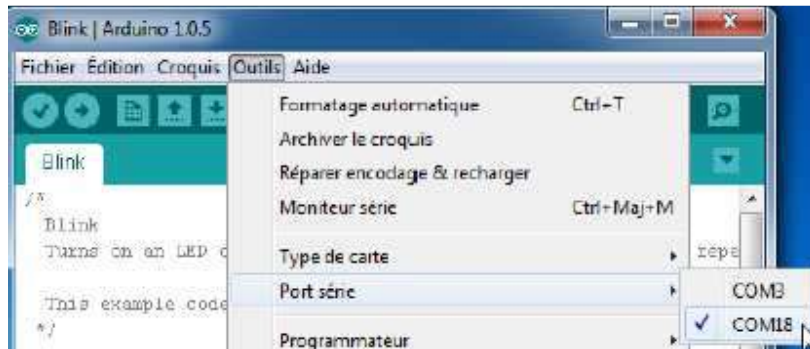 Blink | Arduino 1.0.5
Fichier Édition Croquis Outils Aide
Formatage automatique Ctrl+T
Archiver le croquis
Réparer encodage & recharger
Moniteur série Ctrl+Maj+M
Type de carte
Port série
Programmateur
COM3
COM18
Blink
/*
Blink
Turns on an LED repe
This example code
*/